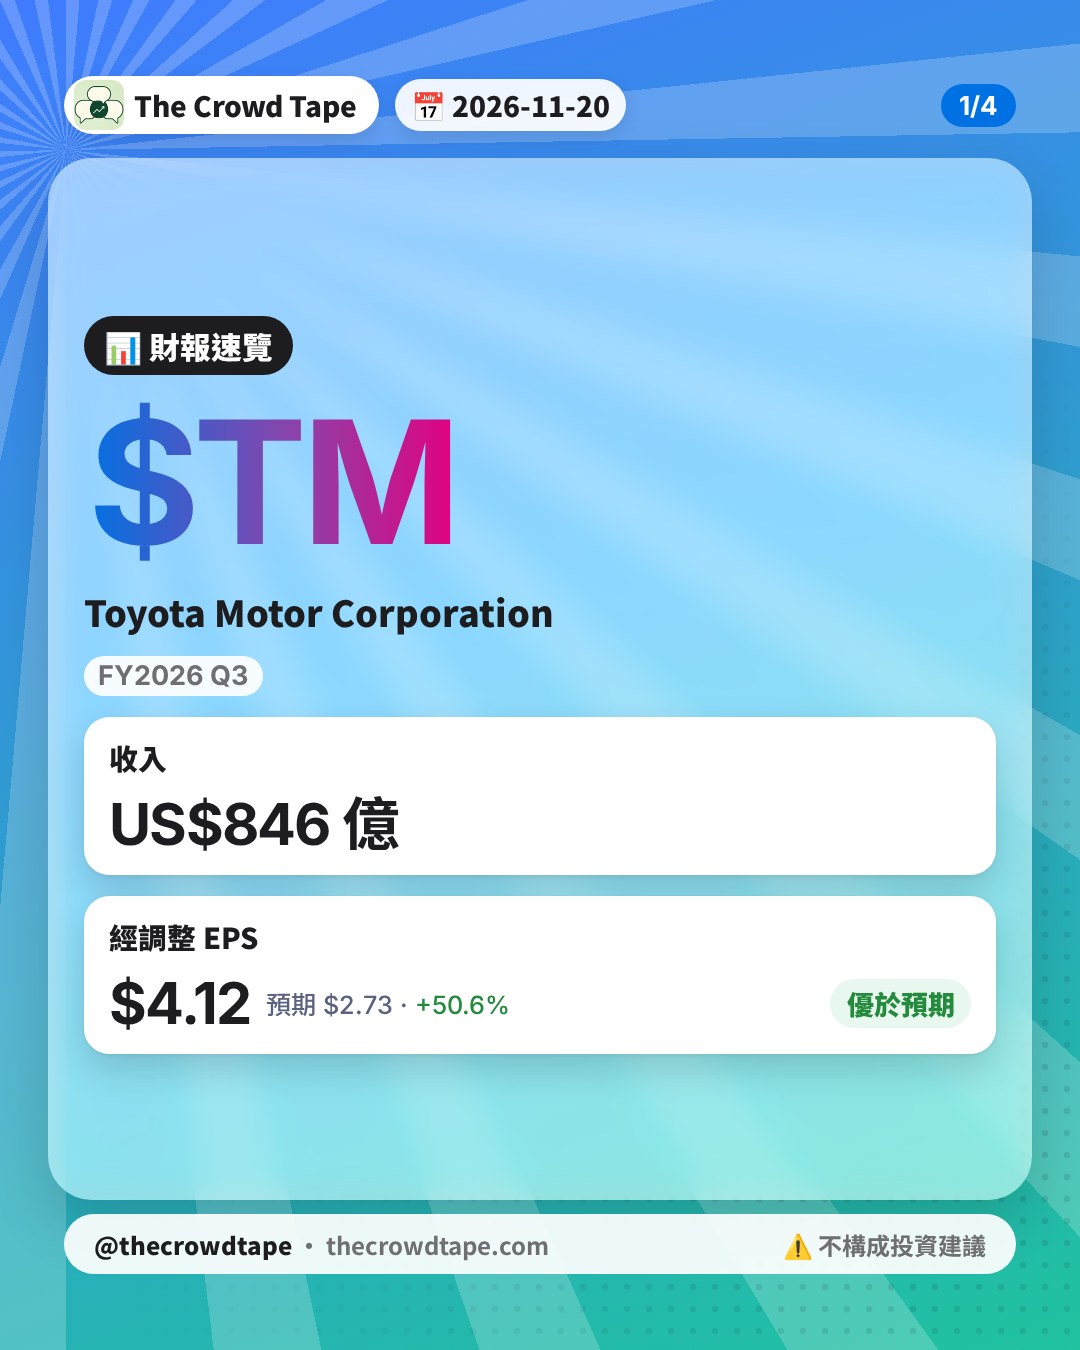 The Crowd Tape
📅 2026-11-20
1/4
📊 財報速覽
$TM
Toyota Motor Corporation
FY2026 Q3
收入
US$846 億
經調整 EPS
$4.12 預期 $2.73 · +50.6% 優於預期
@thecrowdtape • thecrowdtape.com
⚠️ 不構成投資建議